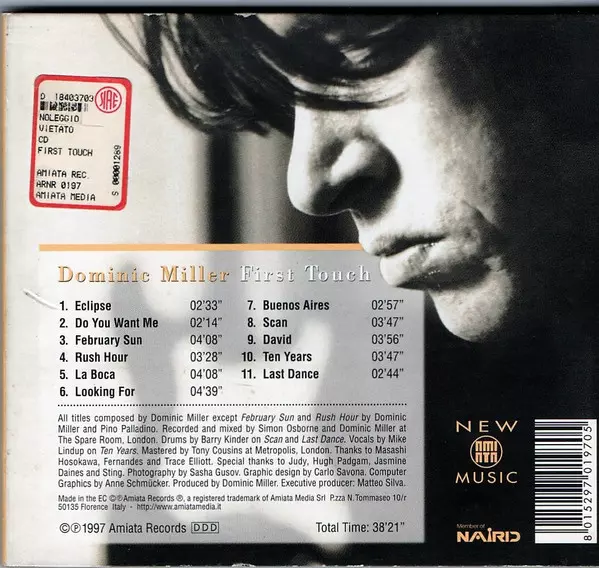 D 18403703
SIAE
NOLEGGIO
VIETATO
CD
FIRST TOUCH
AMIATA REC.
ARNR 0197
AMIATA MEDIA
S 00001289
Dominic Miller First Touch
1. Eclipse 02'33"
2. Do You Want Me 02'14"
3. February Sun 04'08"
4. Rush Hour 03'28"
5. La Boca 04'08"
6. Looking For 04'39"
7. Buenos Aires 02'57"
8. Scan 03'47"
9. David 03'56"
10. Ten Years 03'47"
11. Last Dance 02'44"
All titles composed by Dominic Miller except February Sun and Rush Hour by Dominic
Miller and Pino Palladino. Recorded and mixed by Simon Osborne and Dominic Miller at
The Spare Room, London. Drums by Barry Kinder on Scan and Last Dance. Vocals by Mike
Lindup on Ten Years. Mastered by Tony Cousins at Metropolis, London. Thanks to Masashi
Hosokawa, Fernandes and Trace Elliott. Special thanks to Judy, Hugh Padgam, Jasmine
Daines and Sting. Photography by Sasha Gusov. Graphic design by Carlo Savona. Computer
Graphics by Anne Schmücker. Produced by Dominic Miller. Executive producer: Matteo Silva.
Made in the EC ©℗Amiata Records ®, a registered trademark of Amiata Media Srl P.zza N.Tommaseo 10/r
50135 Florence Italy - http://www.amiatamedia.it
©℗1997 Amiata Records DDD
Total Time: 38'21"
NEW
AMI
ATA
MUSIC
Member of
NAIRD
8 015297 019705